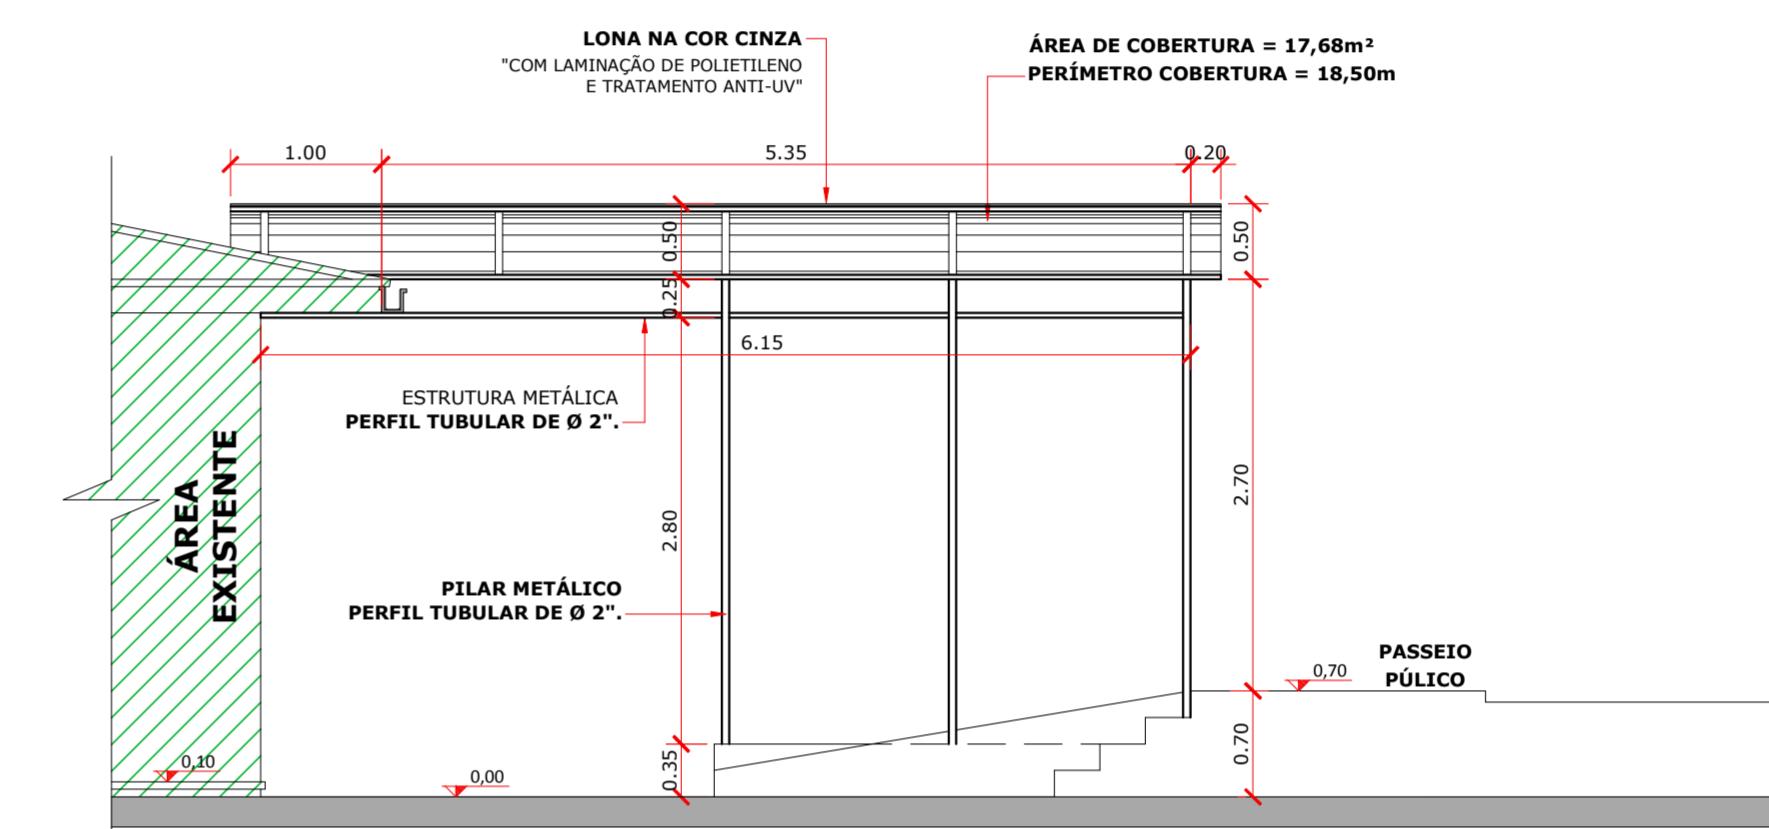 LONA NA COR CINZA
"COM LAMINAÇÃO DE POLIETILENO
E TRATAMENTO ANTI-UV"
ÁREA DE COBERTURA = 17,68m²
PERÍMETRO COBERTURA = 18,50m
1.00
5.35
0.20
0.50
0.50
0.25
6.15
ESTRUTURA METÁLICA
PERFIL TUBULAR DE Ø 2".
ÁREA
EXISTENTE
2.80
2.70
PILAR METÁLICO
PERFIL TUBULAR DE Ø 2".
PASSEIO
PÚLICO
0,70
0.35
0.70
0,10
0,00